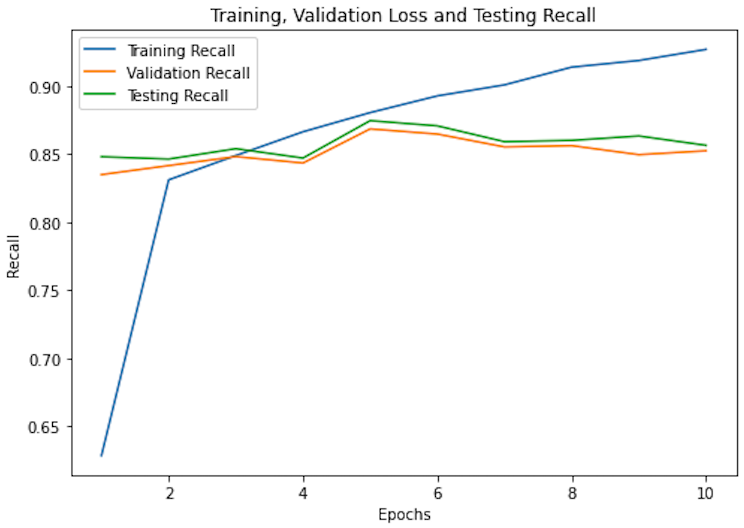 Training, Validation Loss and Testing Recall
Training Recall
Validation Recall
Testing Recall
0.90
0.85
0.80
0.75
0.70
0.65
Recall
2 4 6 8 10
Epochs